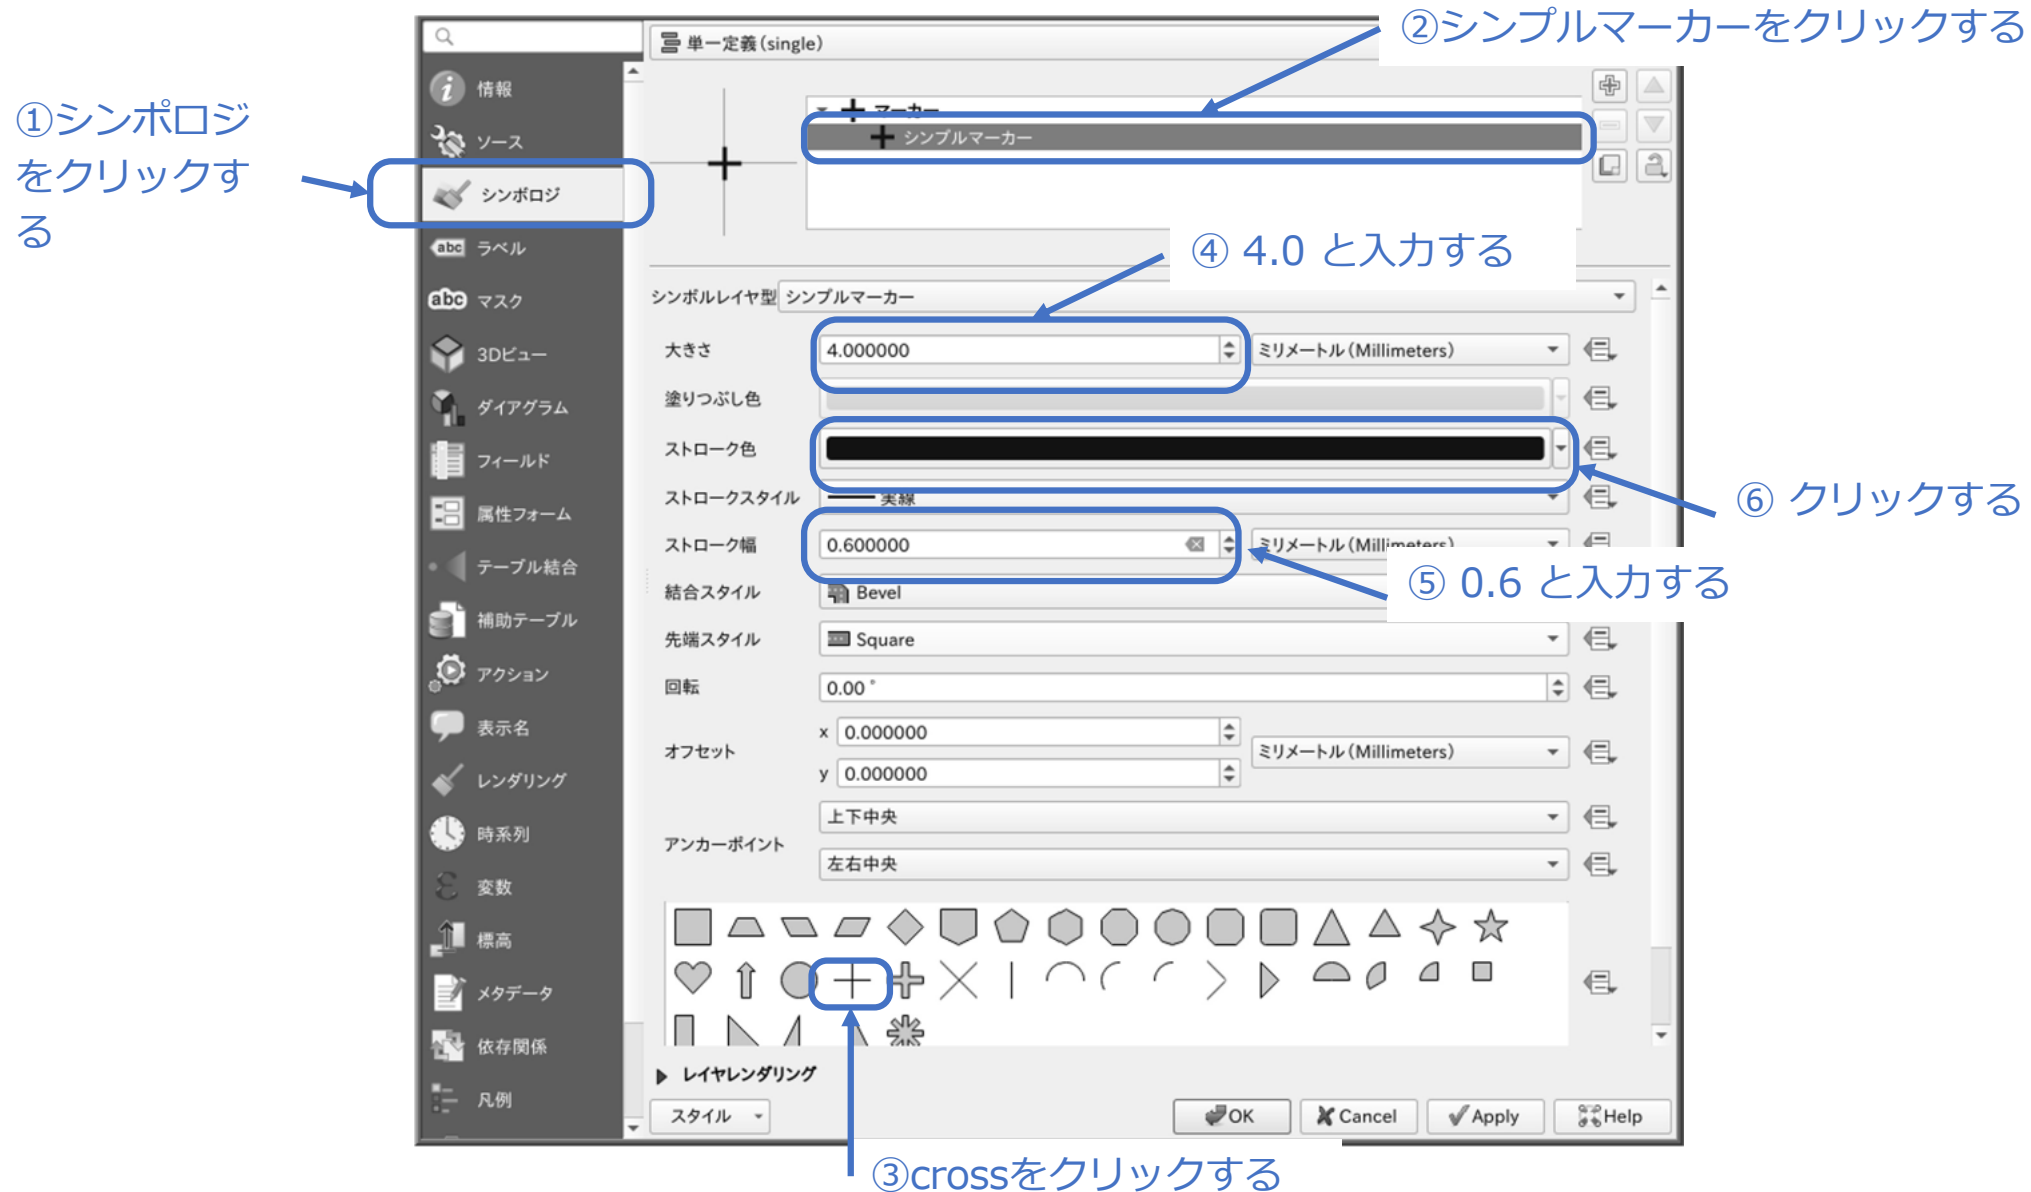 ②シンプルマーカーをクリックする
単一定義(single)
①シンポロジ
をクリックす
る
情報
ソース
シンボロジ
ラベル
マスク
3Dビュー
ダイアグラム
フィールド
属性フォーム
テーブル結合
補助テーブル
アクション
表示名
レンダリング
時系列
変数
標高
メタデータ
依存関係
凡例
マーカー
シンプルマーカー
④ 4.0 と入力する
シンボルレイヤ型 シンプルマーカー
大きさ 4.000000 ミリメートル(Millimeters)
塗りつぶし色
ストローク色
⑥ クリックする
ストロークスタイル 実線
ストローク幅 0.600000 ミリメートル(Millimeters)
⑤ 0.6 と入力する
結合スタイル Bevel
先端スタイル Square
回転 0.00 °
オフセット x 0.000000 ミリメートル(Millimeters)
y 0.000000
アンカーポイント 上下中央
左右中央
レイヤレンダリング
スタイル OK Cancel Apply Help
③crossをクリックする